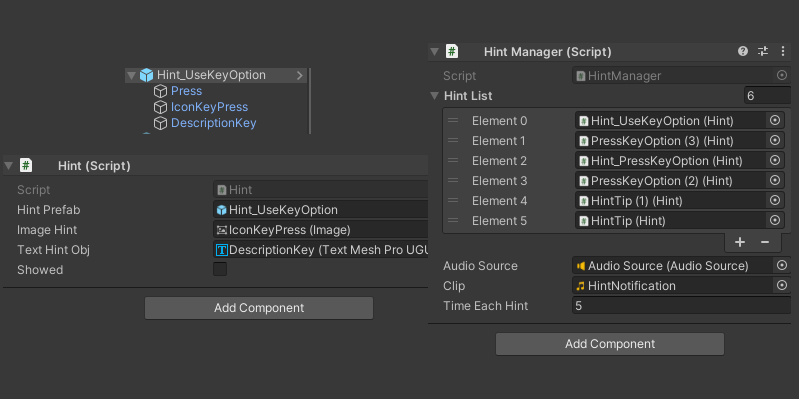 Hint_UseKeyOption
Press
IconKeyPress
DescriptionKey
# Hint (Script)
Script # Hint
Hint Prefab Hint_UseKeyOption
Image Hint IconKeyPress (Image)
Text Hint Obj T DescriptionKey (Text Mesh Pro UGU
Showed
Add Component
# Hint Manager (Script)
Script # HintManager
Hint List 6
Element 0 # Hint_UseKeyOption (Hint)
Element 1 # PressKeyOption (3) (Hint)
Element 2 # Hint_PressKeyOption (Hint)
Element 3 # PressKeyOption (2) (Hint)
Element 4 # HintTip (1) (Hint)
Element 5 # HintTip (Hint)
+ −
Audio Source Audio Source (Audio Source)
Clip HintNotification
Time Each Hint 5
Add Component